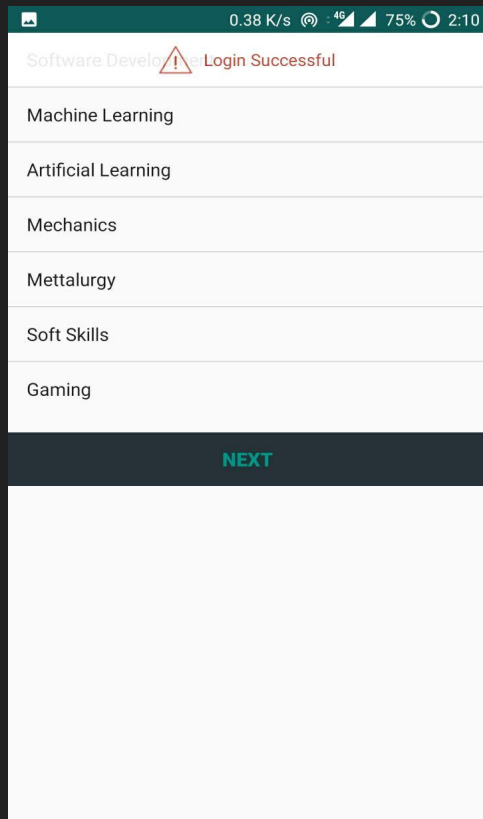 0.38 K/s 4G 75% 2:10
Software Development Login Successful
Machine Learning
Artificial Learning
Mechanics
Mettalurgy
Soft Skills
Gaming
NEXT